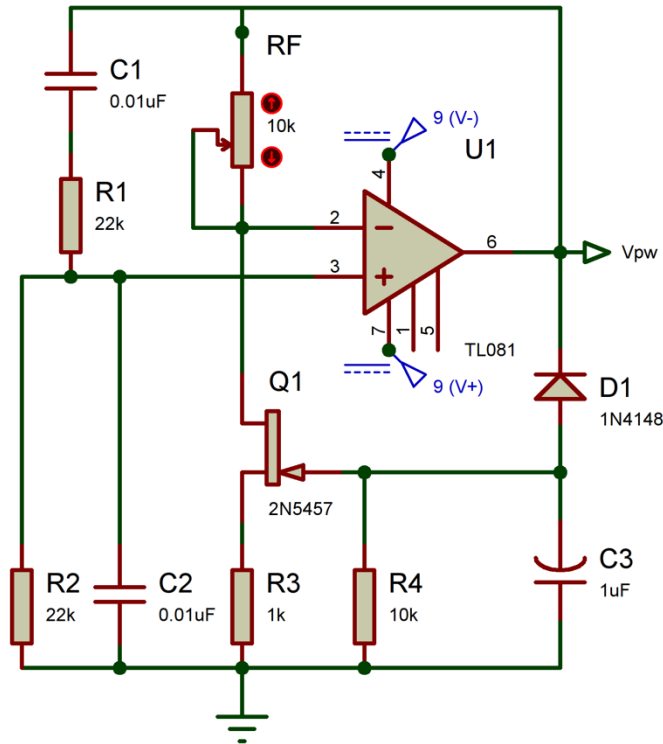 RF
C1
0.01uF
10k
9 (V-)
U1
4
R1
22k
2
3
6
Vpw
7
1
5
TL081
9 (V+)
Q1
2N5457
D1
1N4148
R2
22k
C2
0.01uF
R3
1k
R4
10k
C3
1uF